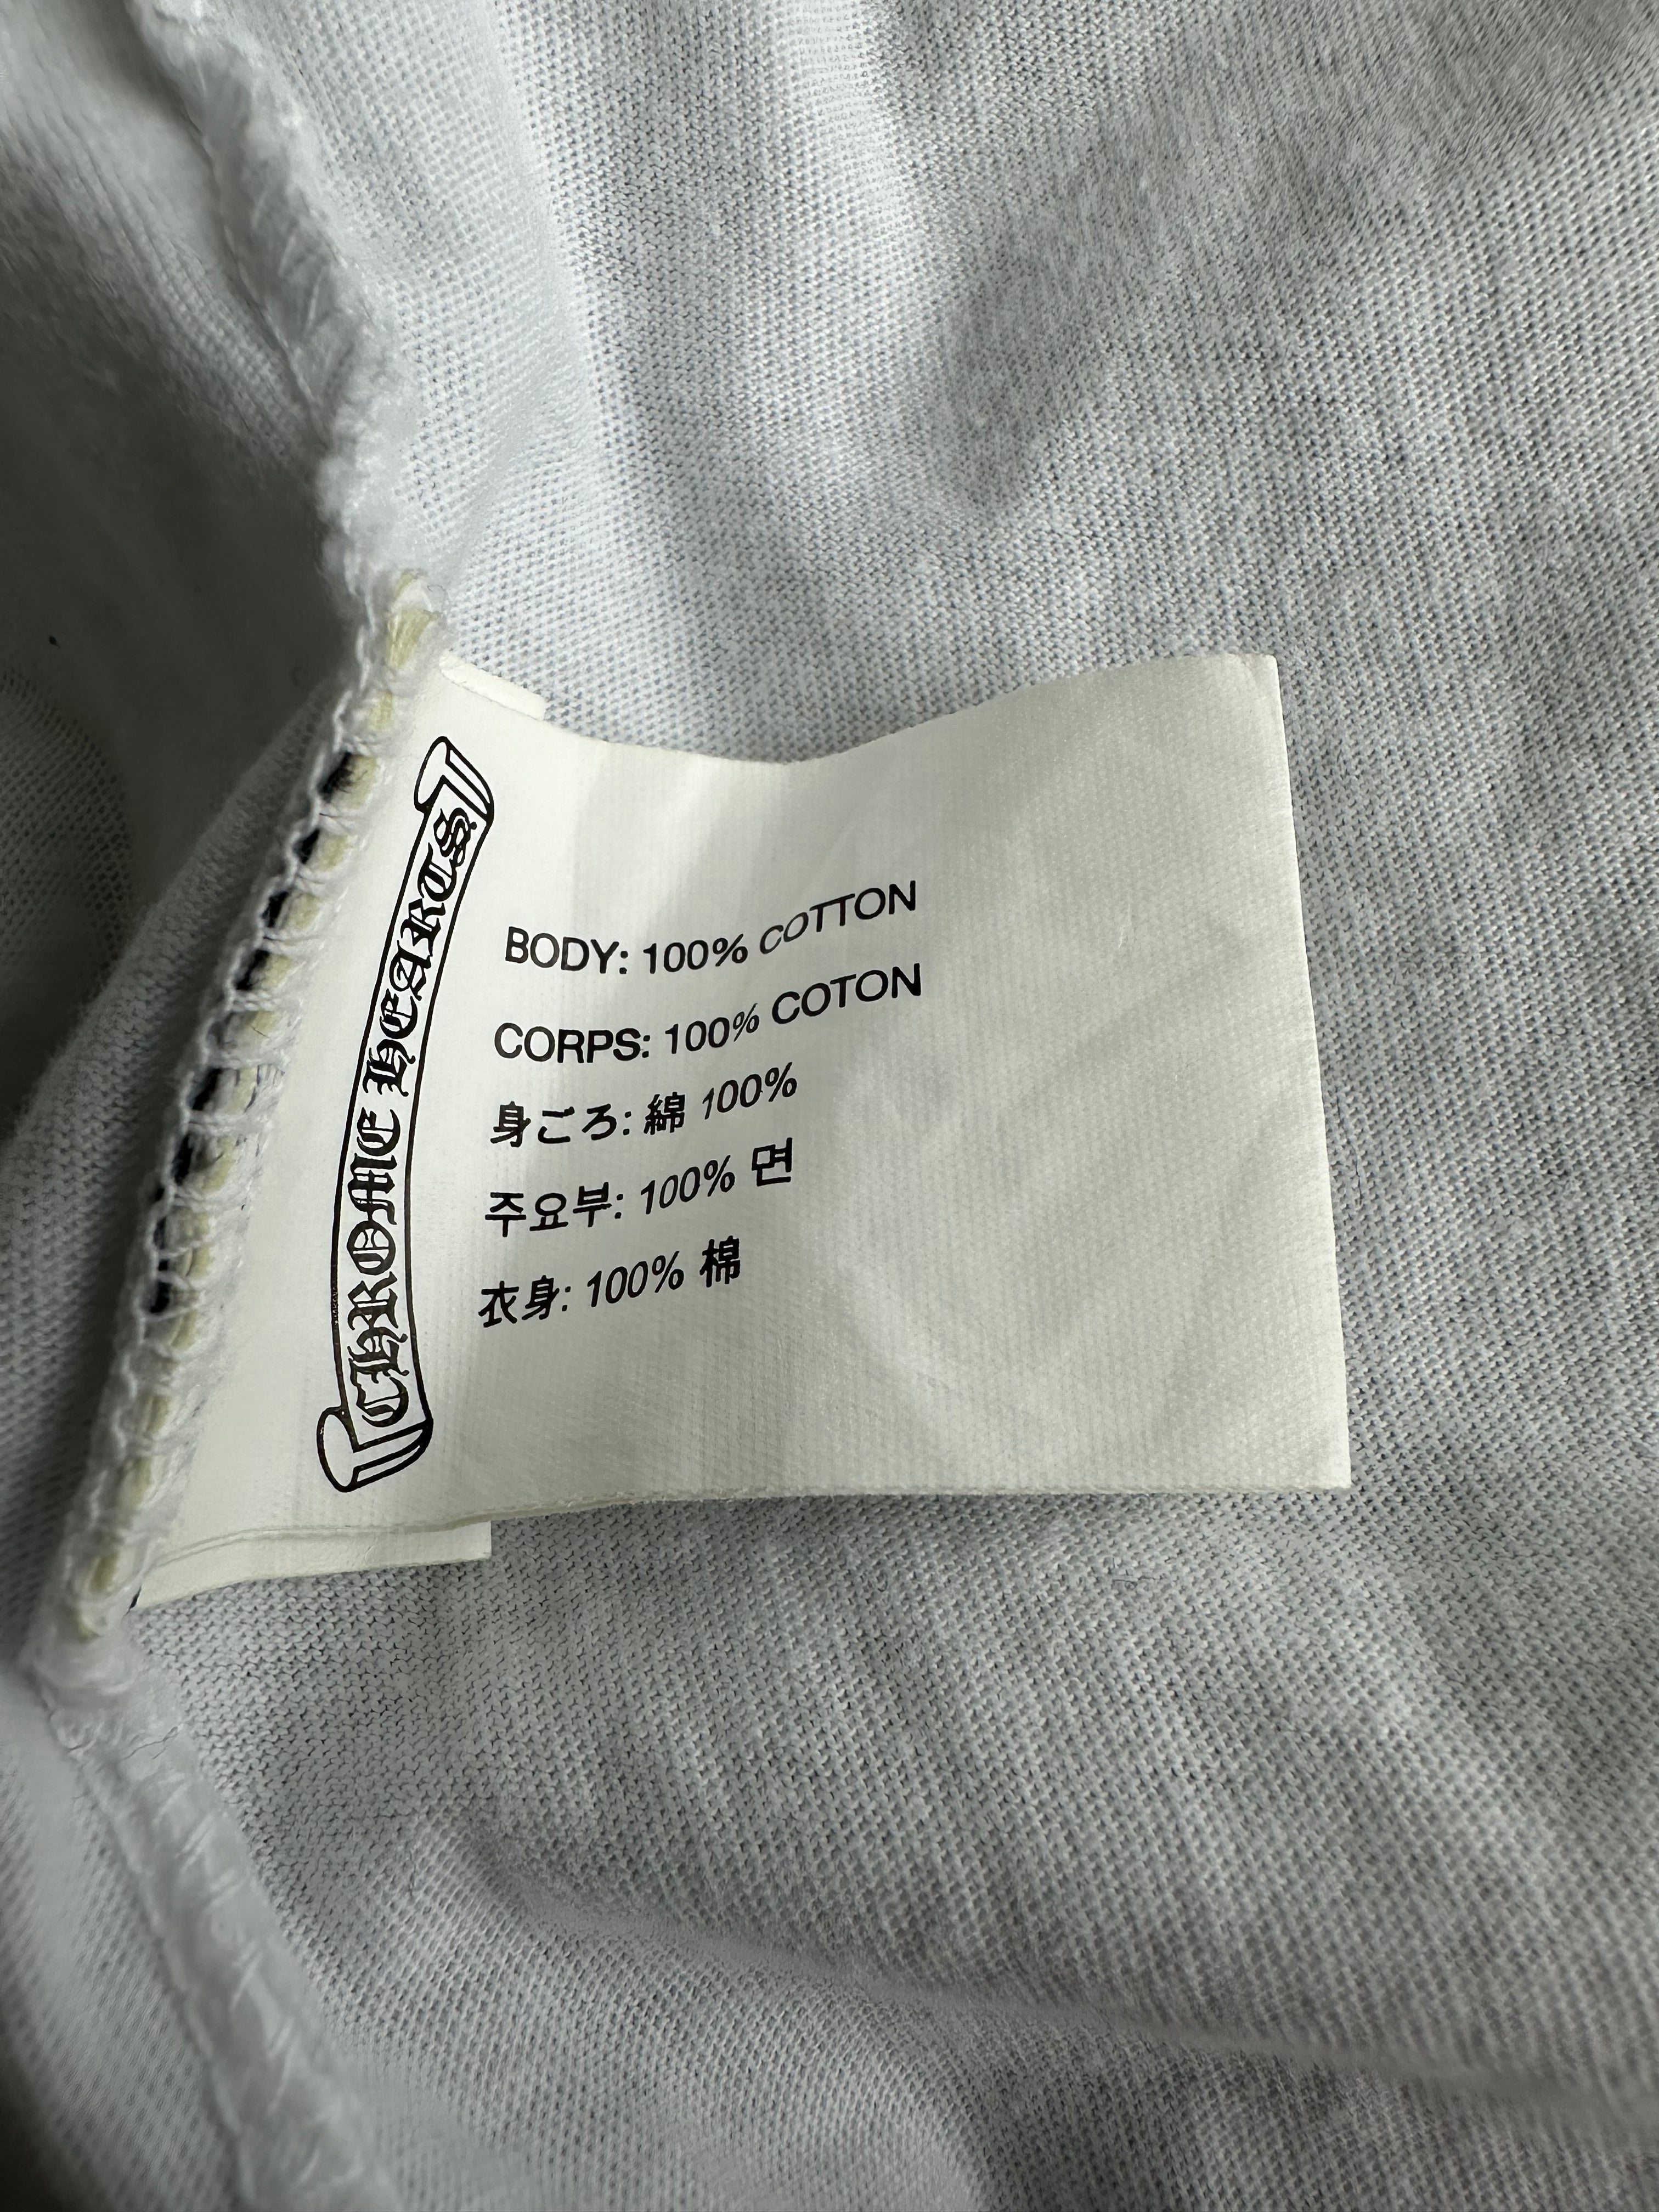 CHROME HEARTS
BODY: 100% COTTON
CORPS: 100% COTON
身ごろ: 綿 100%
주요부: 100% 면
衣身: 100% 棉